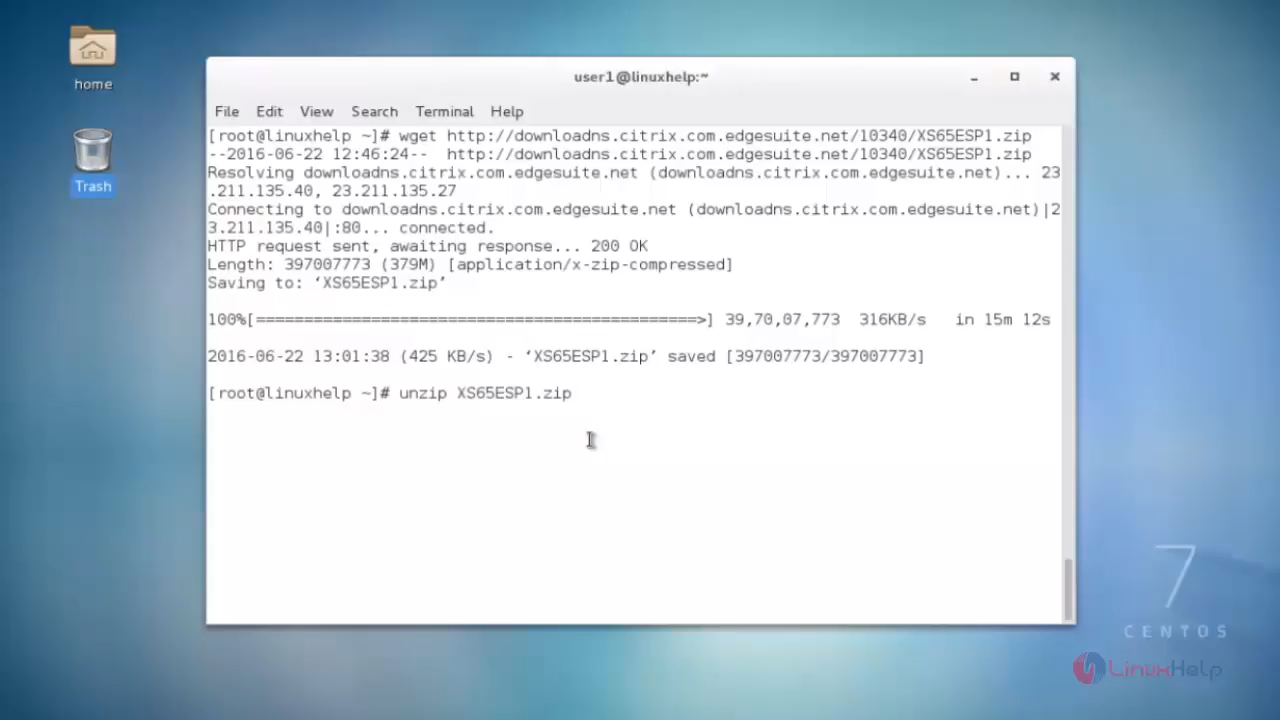 home
Trash
user1@linuxhelp:~
File Edit View Search Terminal Help
[root@linuxhelp ~]# wget http://downloadns.citrix.com.edgesuite.net/10340/XS65ESP1.zip
--2016-06-22 12:46:24--  http://downloadns.citrix.com.edgesuite.net/10340/XS65ESP1.zip
Resolving downloadns.citrix.com.edgesuite.net (downloadns.citrix.com.edgesuite.net)... 23
.211.135.40, 23.211.135.27
Connecting to downloadns.citrix.com.edgesuite.net (downloadns.citrix.com.edgesuite.net)|2
3.211.135.40|:80... connected.
HTTP request sent, awaiting response... 200 OK
Length: 397007773 (379M) [application/x-zip-compressed]
Saving to: ‘XS65ESP1.zip’
100%[==============================================>] 39,70,07,773  316KB/s   in 15m 12s
2016-06-22 13:01:38 (425 KB/s) - ‘XS65ESP1.zip’ saved [397007773/397007773]
[root@linuxhelp ~]# unzip XS65ESP1.zip
7
CENTOS
LinuxHelp